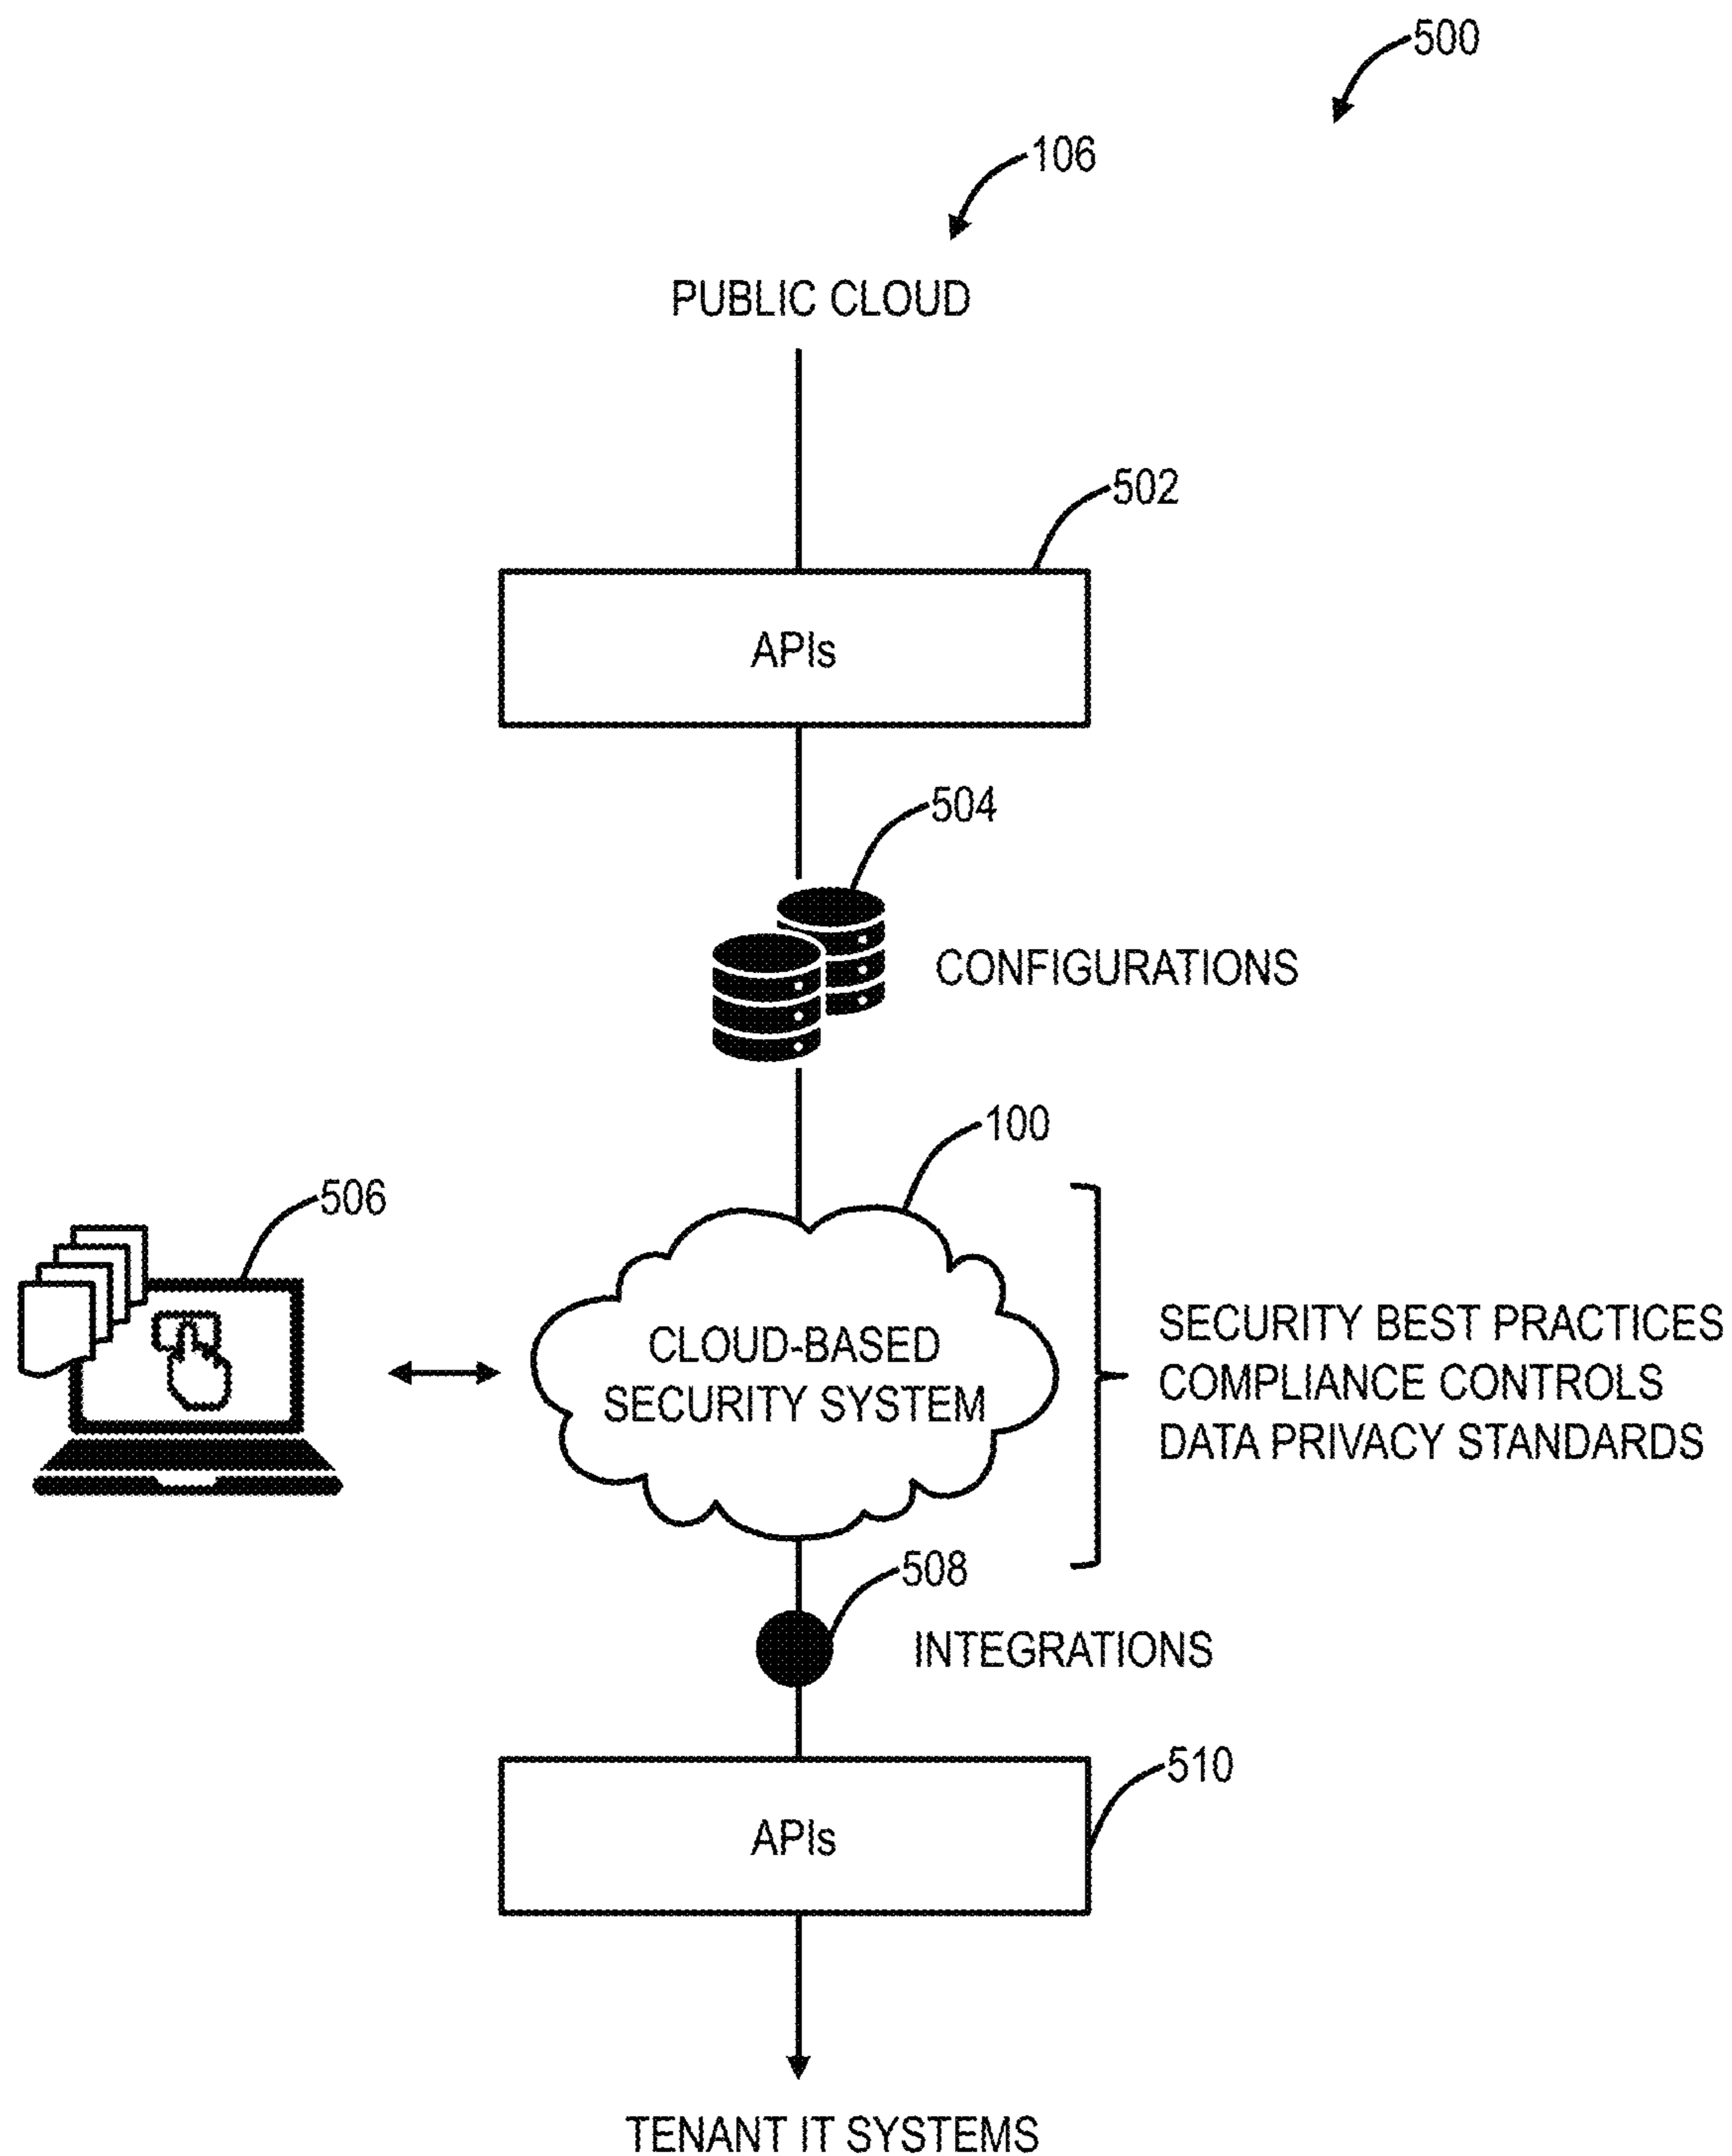 500
106
PUBLIC CLOUD
502
APIs
504
CONFIGURATIONS
100
506
CLOUD-BASED
SECURITY SYSTEM
SECURITY BEST PRACTICES
COMPLIANCE CONTROLS
DATA PRIVACY STANDARDS
508
INTEGRATIONS
510
APIs
TENANT IT SYSTEMS